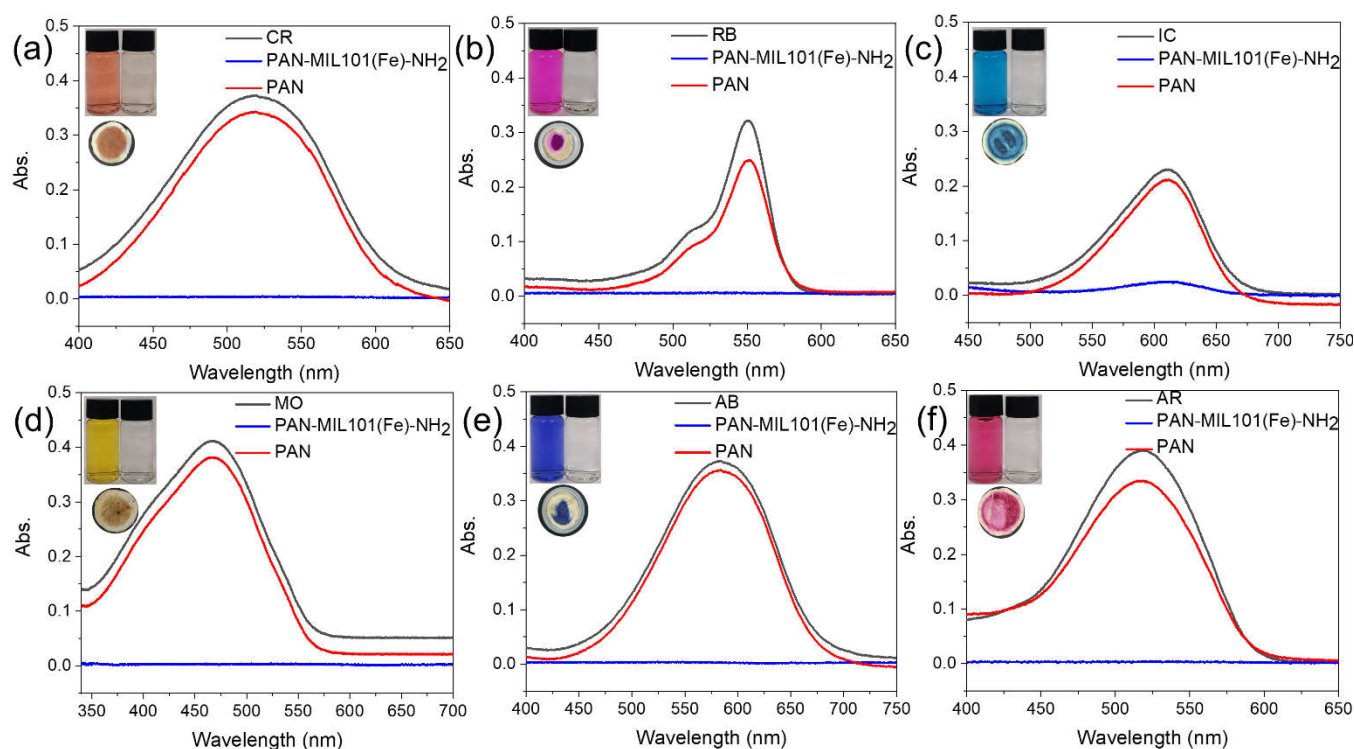 (a)
CR
PAN-MIL101(Fe)-NH2
PAN
Abs.
0.5
0.4
0.3
0.2
0.1
0.0
400 450 500 550 600 650
Wavelength (nm)
(b)
RB
PAN-MIL101(Fe)-NH2
PAN
Abs.
0.5
0.4
0.3
0.2
0.1
0.0
400 450 500 550 600 650
Wavelength (nm)
(c)
IC
PAN-MIL101(Fe)-NH2
PAN
Abs.
0.5
0.4
0.3
0.2
0.1
0.0
450 500 550 600 650 700 750
Wavelength (nm)
(d)
MO
PAN-MIL101(Fe)-NH2
PAN
Abs.
0.5
0.4
0.3
0.2
0.1
0.0
350 400 450 500 550 600 650 700
Wavelength (nm)
(e)
AB
PAN-MIL101(Fe)-NH2
PAN
Abs.
0.5
0.4
0.3
0.2
0.1
0.0
450 500 550 600 650 700 750
Wavelength (nm)
(f)
AR
PAN-MIL101(Fe)-NH2
PAN
Abs.
0.5
0.4
0.3
0.2
0.1
0.0
400 450 500 550 600 650
Wavelength (nm)